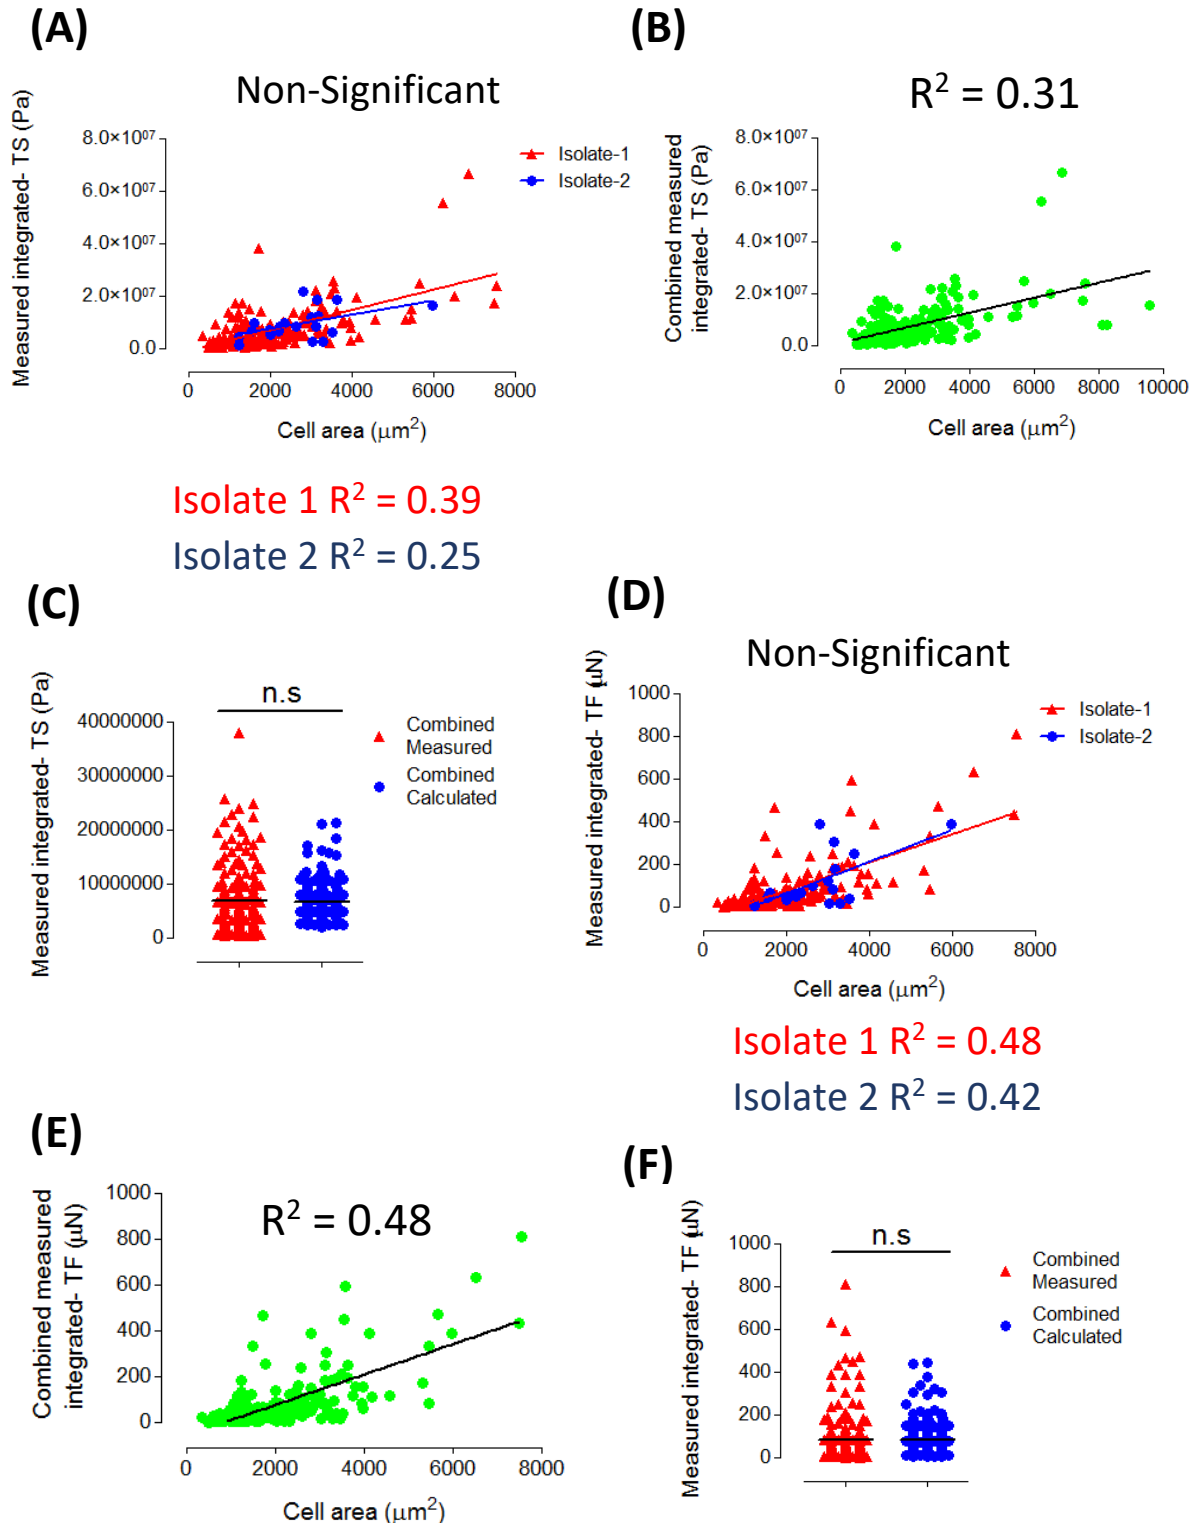 (A)
Non-Significant
Measured integrated- TS (Pa)
8.0×10⁰⁷
6.0×10⁰⁷
4.0×10⁰⁷
2.0×10⁰⁷
0.0
0 2000 4000 6000 8000
Cell area (µm²)
Isolate-1
Isolate-2
Isolate 1 R² = 0.39
Isolate 2 R² = 0.25
(B)
R² = 0.31
Combined measured
integrated- TS (Pa)
8.0×10⁰⁷
6.0×10⁰⁷
4.0×10⁰⁷
2.0×10⁰⁷
0.0
0 2000 4000 6000 8000 10000
Cell area (µm²)
(C)
n.s
Measured integrated- TS (Pa)
40000000
30000000
20000000
10000000
0
Combined
Measured
Combined
Calculated
(D)
Non-Significant
Measured integrated- TF (µN)
1000
800
600
400
200
0
0 2000 4000 6000 8000
Cell area (µm²)
Isolate-1
Isolate-2
Isolate 1 R² = 0.48
Isolate 2 R² = 0.42
(E)
R² = 0.48
Combined measured
integrated- TF (µN)
1000
800
600
400
200
0
0 2000 4000 6000 8000
Cell area (µm²)
(F)
n.s
Measured integrated- TF (µN)
1000
800
600
400
200
0
Combined
Measured
Combined
Calculated